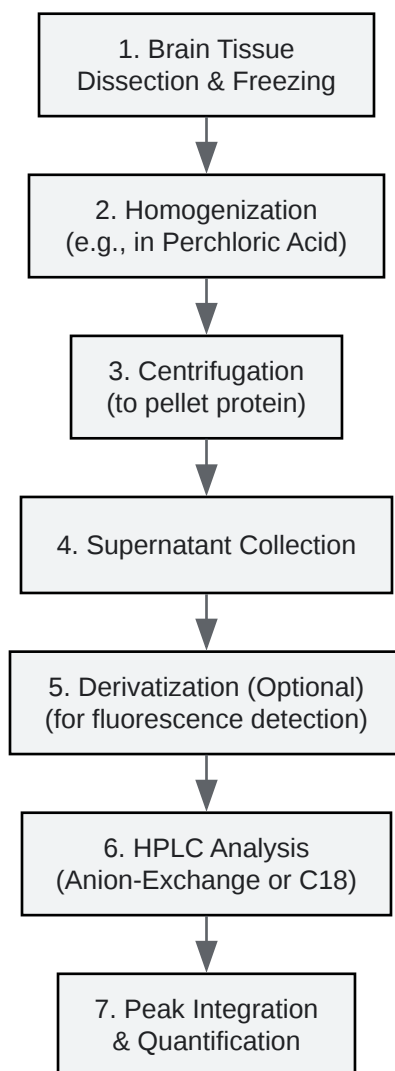 1. Brain Tissue
Dissection & Freezing
2. Homogenization
(e.g., in Perchloric Acid)
3. Centrifugation
(to pellet protein)
4. Supernatant Collection
5. Derivatization (Optional)
(for fluorescence detection)
6. HPLC Analysis
(Anion-Exchange or C18)
7. Peak Integration
& Quantification